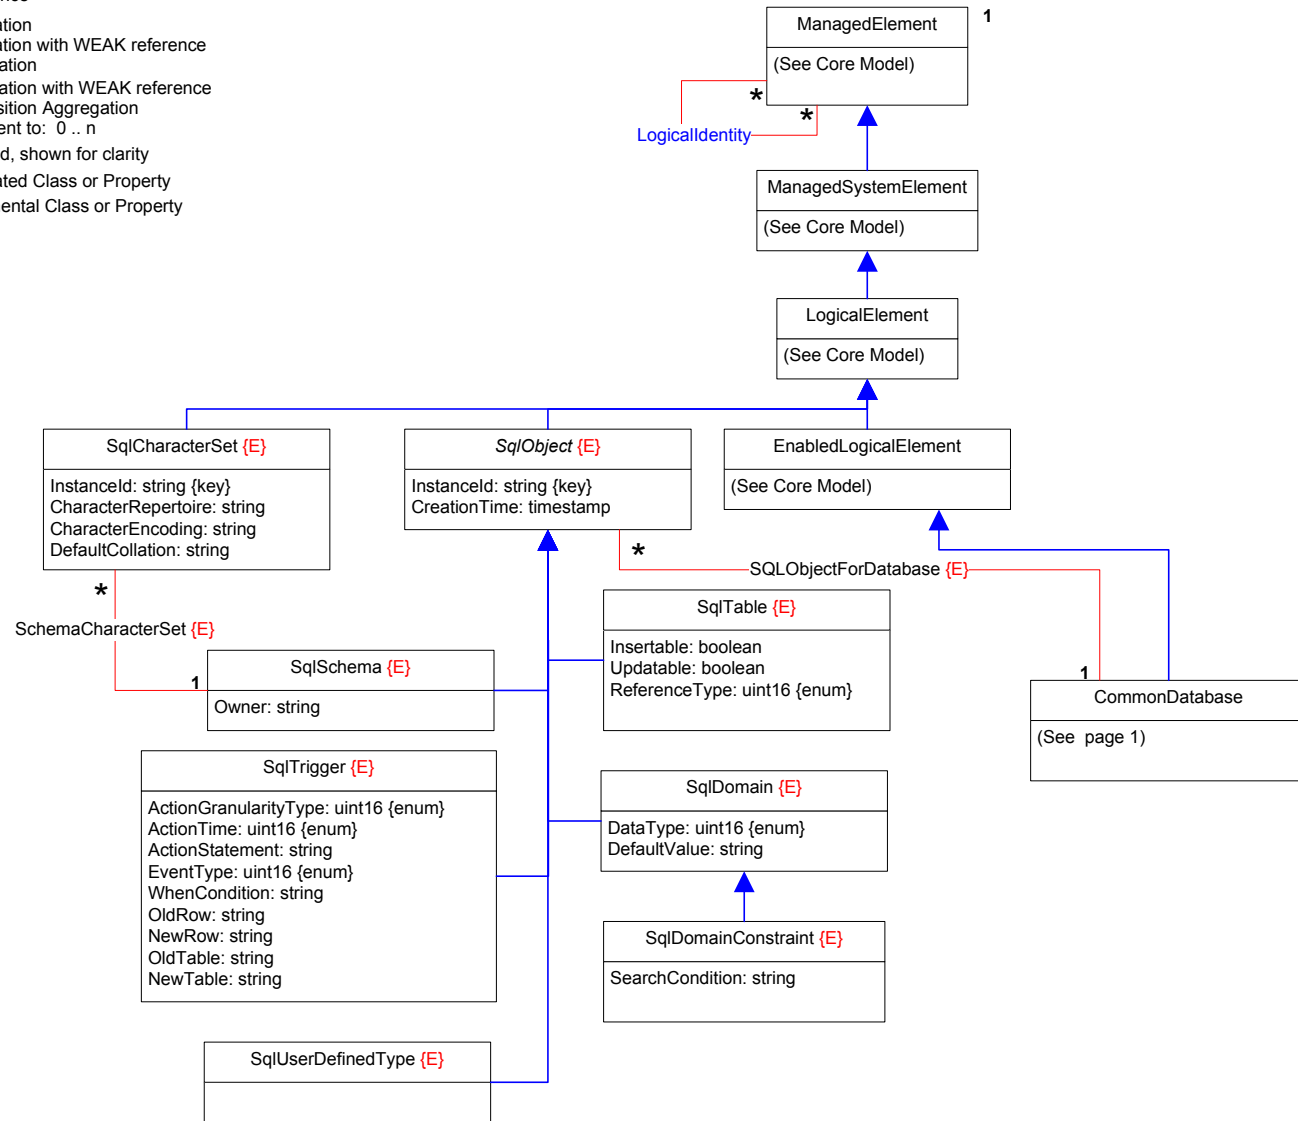 ManagedElement
1
(See Core Model)
*
*
LogicalIdentity
ation with WEAK reference
ation with WEAK reference
sition Aggregation
ent to: 0 .. n
d, shown for clarity
ated Class or Property
ental Class or Property
ManagedSystemElement
(See Core Model)
LogicalElement
(See Core Model)
SqlCharacterSet {E}
InstanceId: string {key}
CharacterRepertoire: string
CharacterEncoding: string
DefaultCollation: string
SqlObject {E}
InstanceId: string {key}
CreationTime: timestamp
EnabledLogicalElement
(See Core Model)
*
*
SQLObjectForDatabase {E}
SchemaCharacterSet {E}
SqlTable {E}
Insertable: boolean
Updatable: boolean
ReferenceType: uint16 {enum}
1
SqlSchema {E}
Owner: string
1
CommonDatabase
(See page 1)
SqlTrigger {E}
ActionGranularityType: uint16 {enum}
ActionTime: uint16 {enum}
ActionStatement: string
EventType: uint16 {enum}
WhenCondition: string
OldRow: string
NewRow: string
OldTable: string
NewTable: string
SqlDomain {E}
DataType: uint16 {enum}
DefaultValue: string
SqlDomainConstraint {E}
SearchCondition: string
SqlUserDefinedType {E}